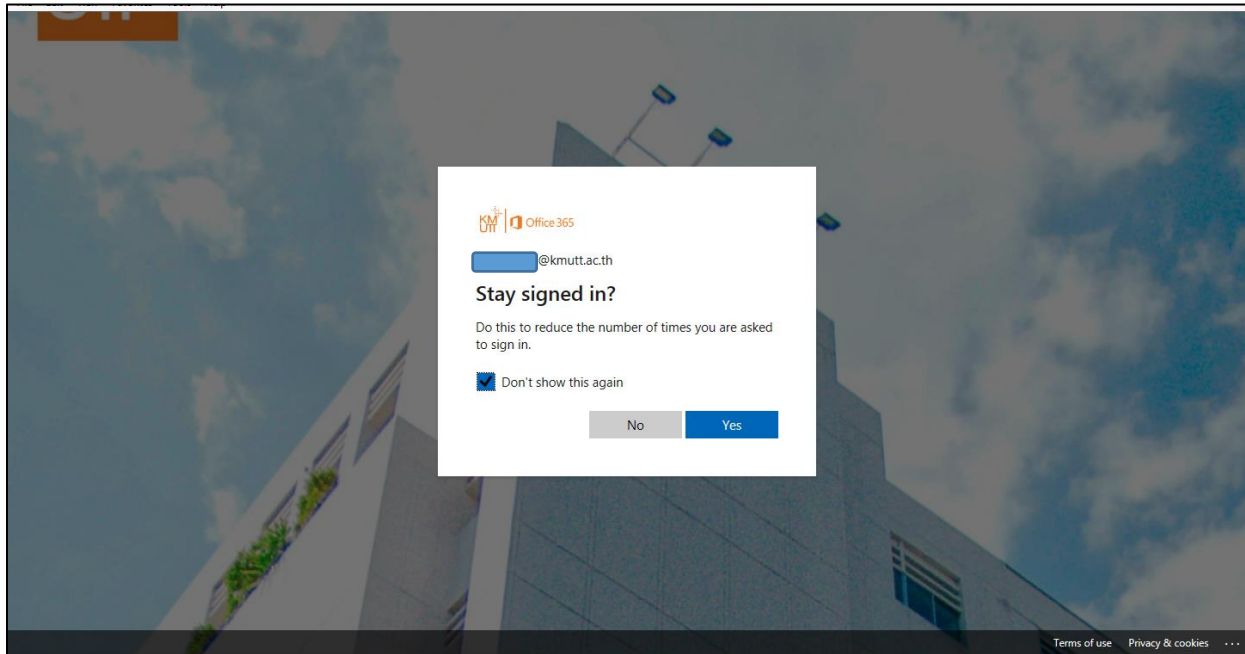 KM
UTT
Office 365
@kmutt.ac.th
Stay signed in?
Do this to reduce the number of times you are asked
to sign in.
Don't show this again
No Yes
Terms of use Privacy & cookies ...